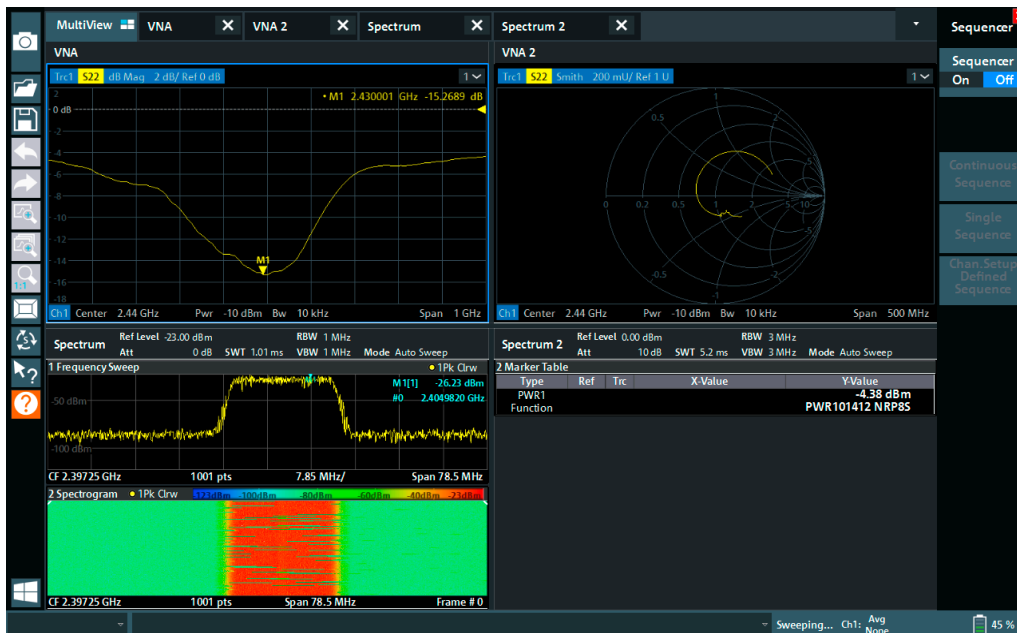 MultiView VNA VNA 2 Spectrum Spectrum 2 Sequencer
VNA VNA 2
Sequencer
On Off
Trc1 S22 dB Mag 2 dB/ Ref 0 dB 1
Trc1 S22 Smith 200 mU/ Ref 1 U 1
• M1 2.430001 GHz -15.2689 dB
2
0 dB
-2
-4
-6
-8
-10
-12
-14
-16
-18
M1
1
0.5 2
5
0 0.2 0.5 1 2 5 10
-5
-0.5 -2
-1
Continuous
Sequence
Single
Sequence
Chan.Setup
Defined
Sequence
Ch1 Center 2.44 GHz Pwr -10 dBm Bw 10 kHz Span 1 GHz
Ch1 Center 2.44 GHz Pwr -10 dBm Bw 10 kHz Span 500 MHz
Spectrum Ref Level -23.00 dBm RBW 1 MHz
Att 0 dB SWT 1.01 ms VBW 1 MHz Mode Auto Sweep
Spectrum 2 Ref Level 0.00 dBm RBW 3 MHz
Att 10 dB SWT 5.2 ms VBW 3 MHz Mode Auto Sweep
1 Frequency Sweep • 1Pk Clrw
M1[1] -26.23 dBm
#0 2.4049820 GHz
-50 dBm
-100 dBm
CF 2.39725 GHz 1001 pts 7.85 MHz/ Span 78.5 MHz
2 Marker Table
Type Ref Trc X-Value Y-Value
PWR1 -4.38 dBm
Function PWR101412 NRP8S
2 Spectrogram • 1Pk Clrw -123dBm -100dBm -80dBm -60dBm -40dBm -23dBm
CF 2.39725 GHz 1001 pts Span 78.5 MHz Frame # 0
1:1
S
?
?
Sweeping... Ch1: Avg
None
45 %